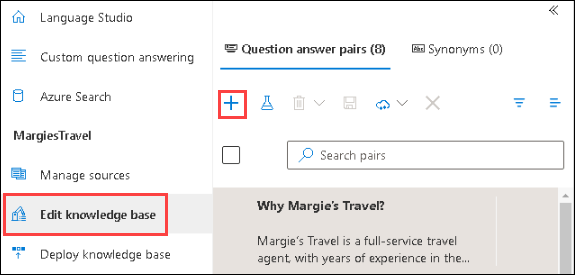 Language Studio
Custom question answering
Azure Search
MargiesTravel
Manage sources
Edit knowledge base
Deploy knowledge base
Question answer pairs (8)
Synonyms (0)
Search pairs
Why Margie's Travel?
Margie's Travel is a full-service travel
agent, with years of experience in the...